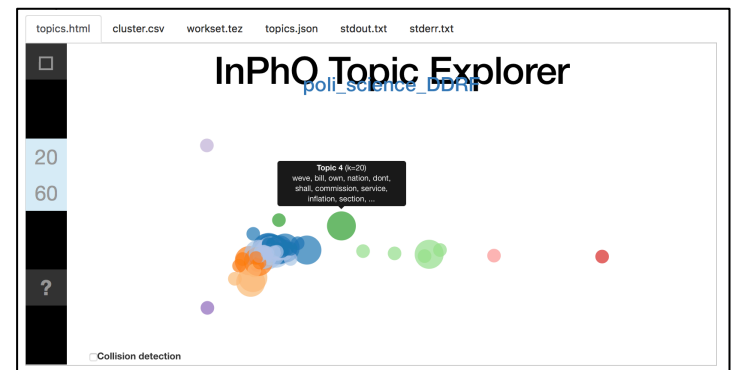 topics.html cluster.csv workset.tez topics.json stdout.txt stderr.txt
InPhO Topic Explorer
poli_science_DDRF
20
60
?
Topic 4 (k=20)
weve, bill, own, nation, dont,
shall, commission, service,
inflation, section, ...
Collision detection